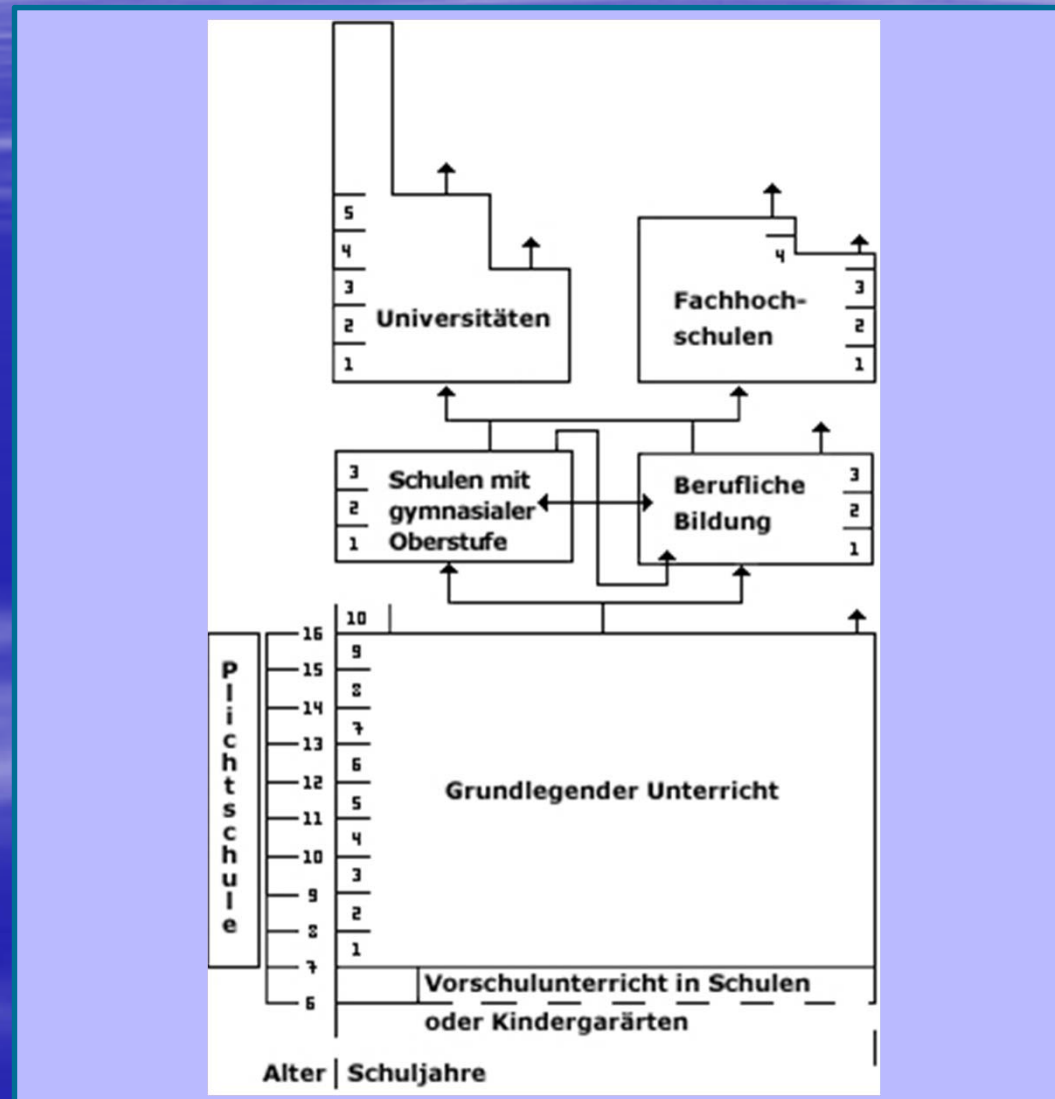 5
4
3
2
1
Universitäten
4
3
2
1
Fachhoch-
schulen
3
2
1
Schulen mit
gymnasialer
Oberstufe
Berufliche
Bildung
3
2
1
Plichtschule
16
15
14
13
12
11
10
9
8
7
6
10
9
8
7
6
5
4
3
2
1
Grundlegender Unterricht
Vorschulunterricht in Schulen
oder Kindergarärten
Alter Schuljahre